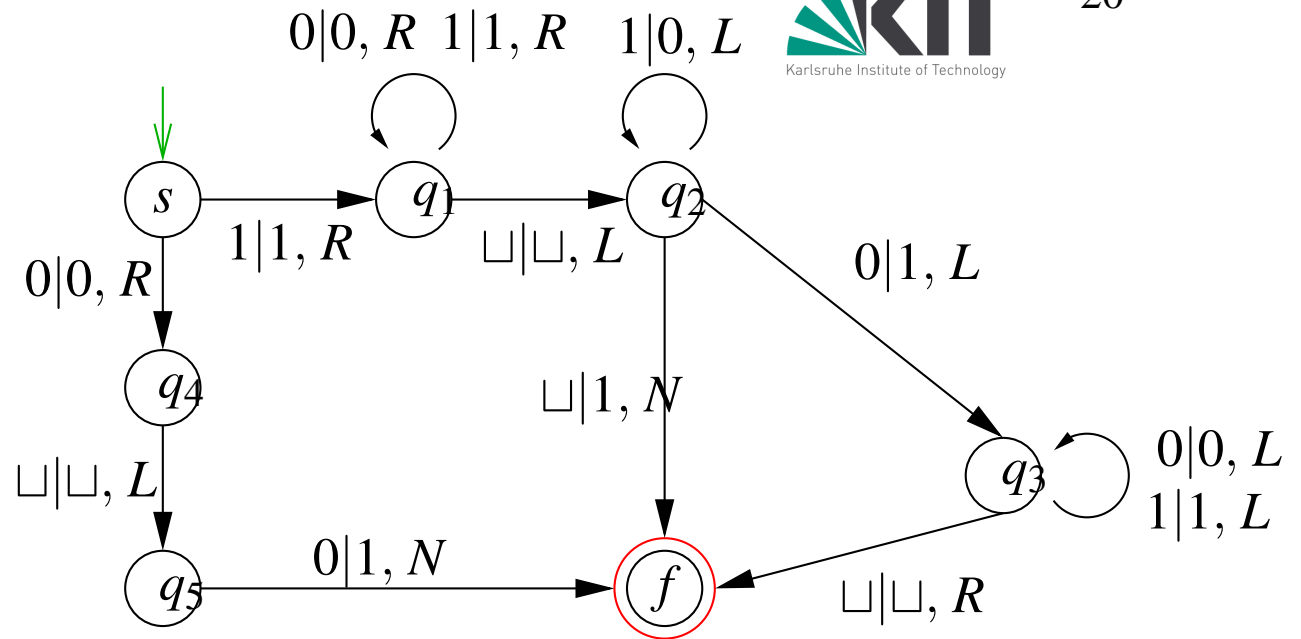 0|0, R 1|1, R
1|0, L
KIT
Karlsruhe Institute of Technology
s
q1
q2
1|1, R
⊔|⊔, L
0|1, L
0|0, R
q4
⊔|1, N
q3
0|0, L
1|1, L
⊔|⊔, L
0|1, N
q5
f
⊔|⊔, R